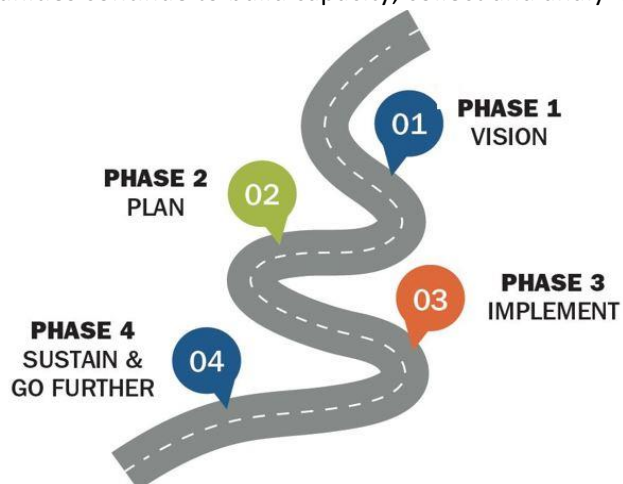 01
PHASE 1
VISION
PHASE 2
PLAN
02
03
PHASE 3
IMPLEMENT
PHASE 4
SUSTAIN &
GO FURTHER
04